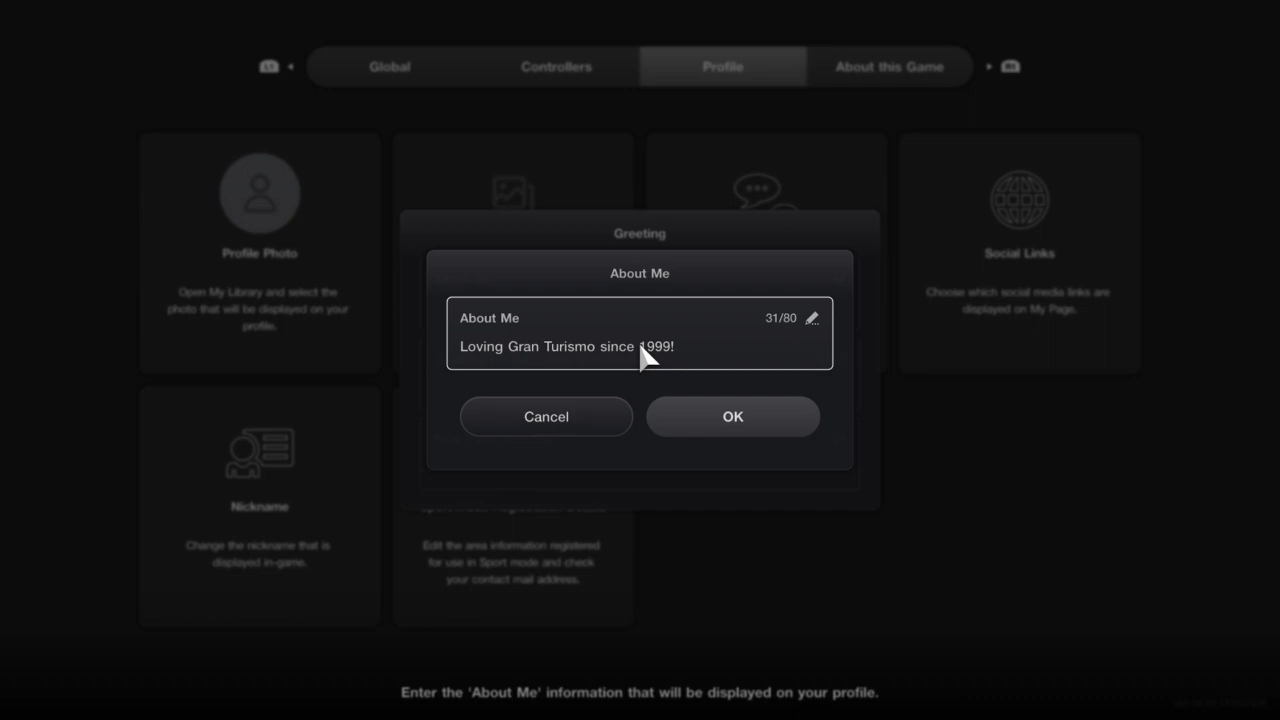 Global
Controllers
Profile
About this Game
Profile Photo
Open My Library and select the
photo that will be displayed on your
profile.
Social Links
Choose which social media links are
displayed on My Page.
Greeting
About Me
About Me
31/80
Loving Gran Turismo since 1999!
Cancel
OK
Nickname
Change the nickname that is
displayed in-game.
Edit the area information registered
for use in Sport mode and check
your contact mail address.
Enter the 'About Me' information that will be displayed on your profile.